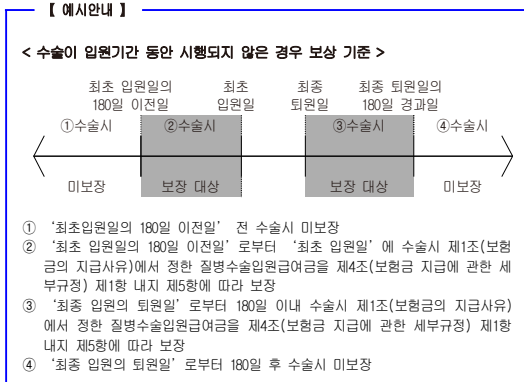 【 예시안내 】
< 수술이 입원기간 동안 시행되지 않은 경우 보상 기준 >
최초 입원일의 최초 최종 최종 퇴원일의
180일 이전일 입원일 퇴원일 180일 경과일
①수술시 ②수술시 ③수술시 ④수술시
미보장 보장 대상 보장 대상 미보장
① ‘최초입원일의 180일 이전일’ 전 수술시 미보장
② ‘최초 입원일의 180일 이전일’로부터 ‘최초 입원일’에 수술시 제1조(보험
금의 지급사유)에서 정한 질병수술입원급여금을 제4조(보험금 지급에 관한 세
부규정) 제1항 내지 제5항에 따라 보장
③ ‘최종 입원의 퇴원일’로부터 180일 이내 수술시 제1조(보험금의 지급사유)
에서 정한 질병수술입원급여금을 제4조(보험금 지급에 관한 세부규정) 제1항
내지 제5항에 따라 보장
④ ‘최종 입원의 퇴원일’로부터 180일 후 수술시 미보장